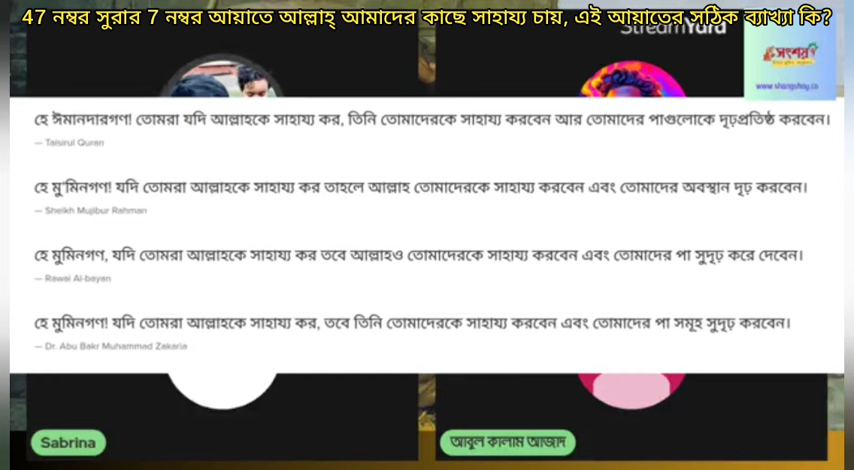 47 নম্বর সুরার 7 নম্বর আয়াতে আল্লাহ্ আমাদের কাছে সাহায্য চায়, এই আয়াতের সঠিক ব্যাখ্যা কি?
StreamYard
সংশয়
www.shongshoy.co
হে ঈমানদারগণ! তোমরা যদি আল্লাহকে সাহায্য কর, তিনি তোমাদেরকে সাহায্য করবেন আর তোমাদের পাগুলোকে দৃঢ়প্রতিষ্ঠ করবেন।
— Taisirul Quran
হে মু'মিনগণ! যদি তোমরা আল্লাহকে সাহায্য কর তাহলে আল্লাহ তোমাদেরকে সাহায্য করবেন এবং তোমাদের অবস্থান দৃঢ় করবেন।
— Sheikh Mujibur Rahman
হে মুমিনগণ, যদি তোমরা আল্লাহকে সাহায্য কর তবে আল্লাহও তোমাদেরকে সাহায্য করবেন এবং তোমাদের পা সুদৃঢ় করে দেবেন।
— Rawai Al-bayan
হে মুমিনগণ! যদি তোমরা আল্লাহকে সাহায্য কর, তবে তিনি তোমাদেরকে সাহায্য করবেন এবং তোমাদের পা সমূহ সুদৃঢ় করবেন।
— Dr. Abu Bakr Muhammad Zakaria
Sabrina
আবুল কালাম আজাদ